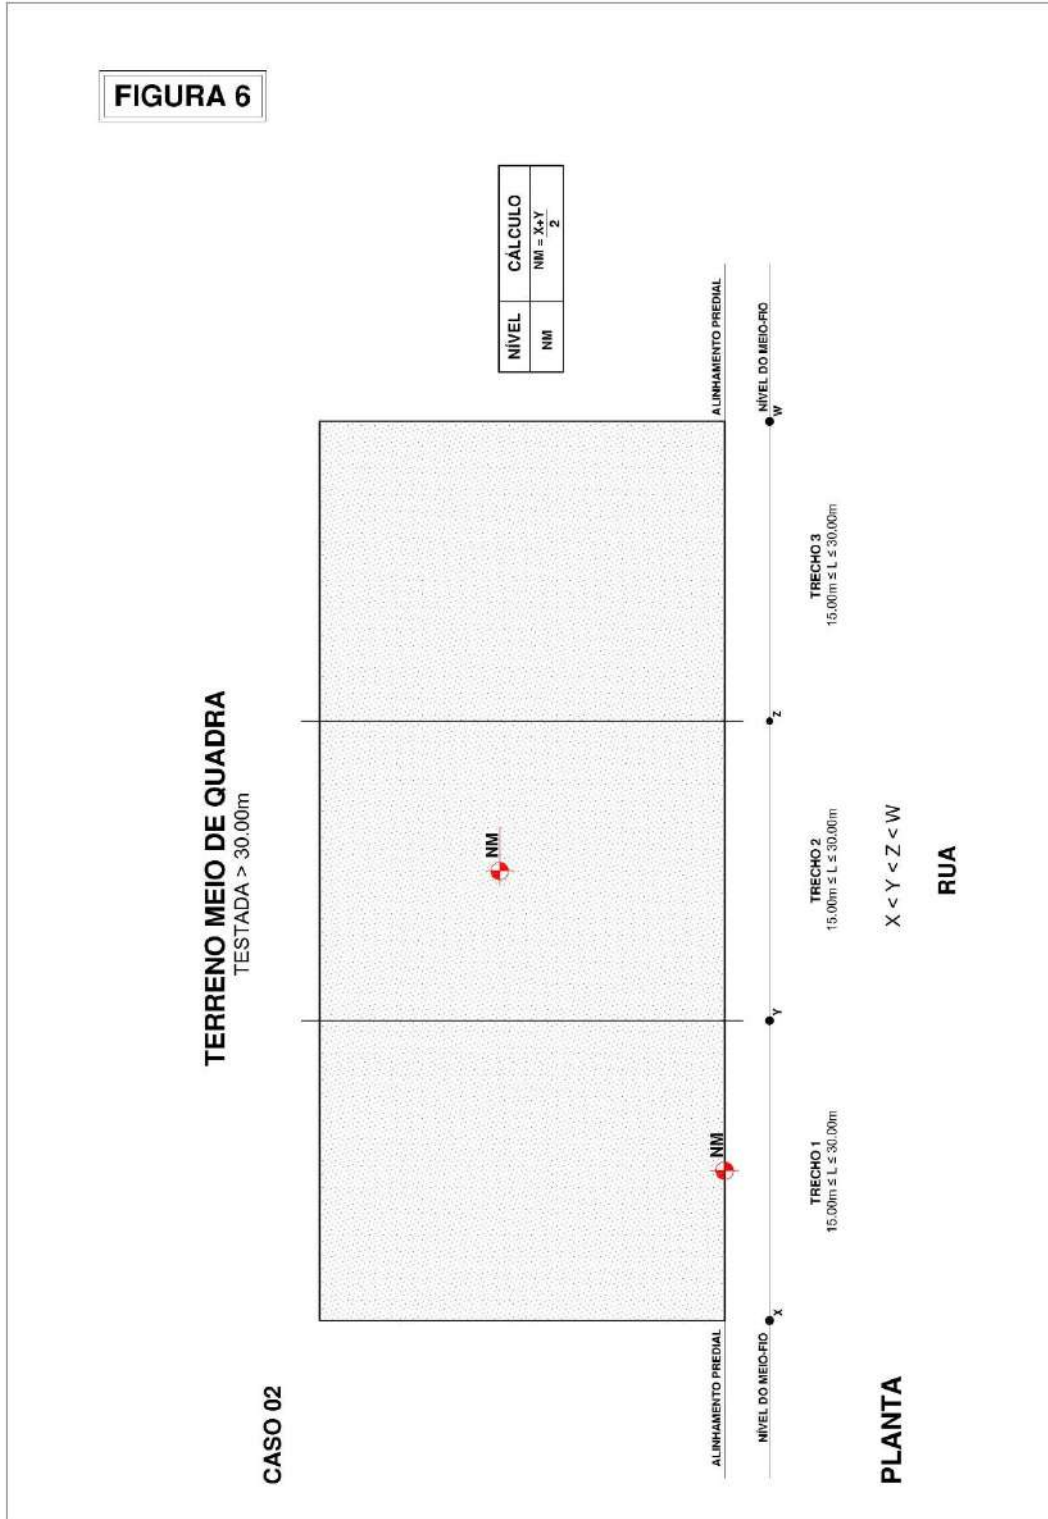 FIGURA 6
TERRENO MEIO DE QUADRA
TESTADA > 30.00m
CASO 02
NÍVEL
CÁLCULO
NM
NM = X+Y
2
NM
NM
ALINHAMENTO PREDIAL
ALINHAMENTO PREDIAL
NÍVEL DO MEIO-FIO
NÍVEL DO MEIO-FIO
X
Y
Z
W
TRECHO 1
15.00m ≤ L ≤ 30.00m
TRECHO 2
15.00m ≤ L ≤ 30.00m
TRECHO 3
15.00m ≤ L ≤ 30.00m
X < Y < Z < W
PLANTA
RUA